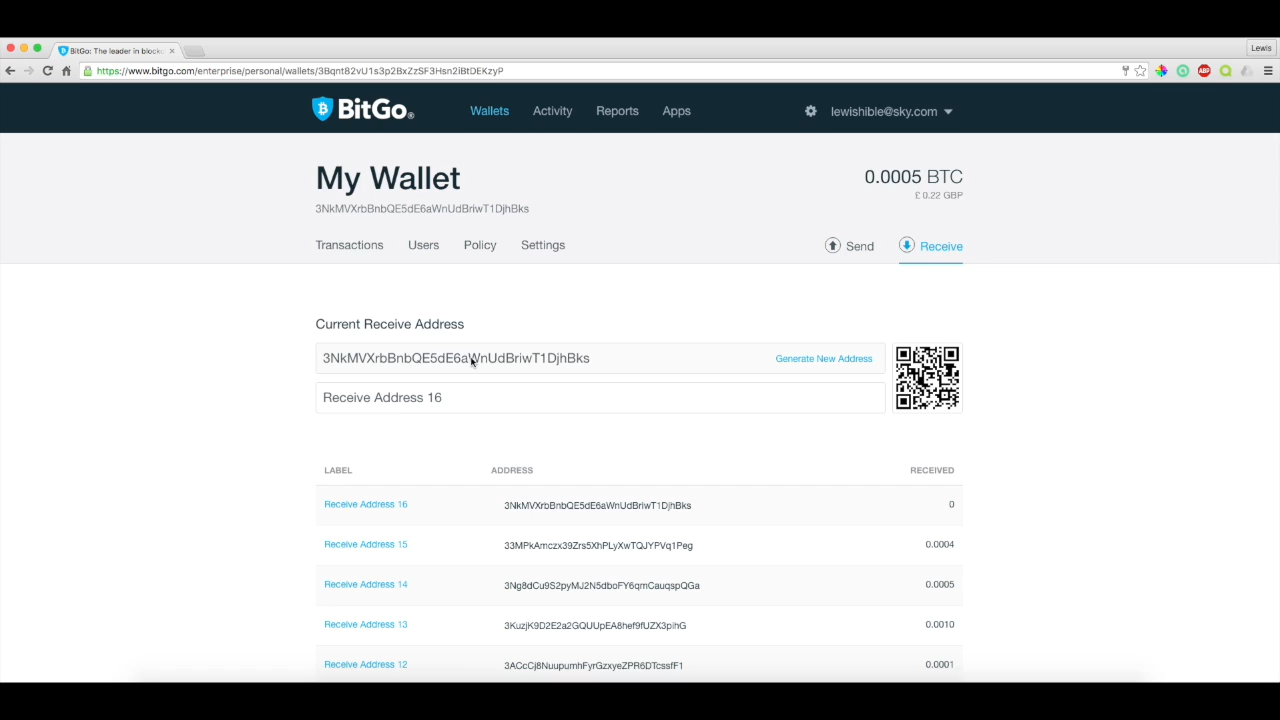 BitGo: The leader in blockc
Lewis
https://www.bitgo.com/enterprise/personal/wallets/3Bqnt82vU1s3p2BxZzSF3Hsn2iBtDEKzyP
ABP
BitGo®
Wallets Activity Reports Apps lewishible@sky.com
My Wallet
0.0005 BTC
£ 0.22 GBP
3NkMVXrbBnbQE5dE6aWnUdBriwT1DjhBks
Transactions Users Policy Settings Send Receive
Current Receive Address
3NkMVXrbBnbQE5dE6aWnUdBriwT1DjhBks Generate New Address
Receive Address 16
LABEL ADDRESS RECEIVED
Receive Address 16 3NkMVXrbBnbQE5dE6aWnUdBriwT1DjhBks 0
Receive Address 15 33MPkAmczx39Zrs5XhPLyXwTQJYPVq1Peg 0.0004
Receive Address 14 3Ng8dCu9S2pyMJ2N5dboFY6qmCauqspQGa 0.0005
Receive Address 13 3KuzjK9D2E2a2GQUUpEA8hef9fUZX3pihG 0.0010
Receive Address 12 3ACcCj8NuupumhFyrGzxyeZPR6DTcssfF1 0.0001